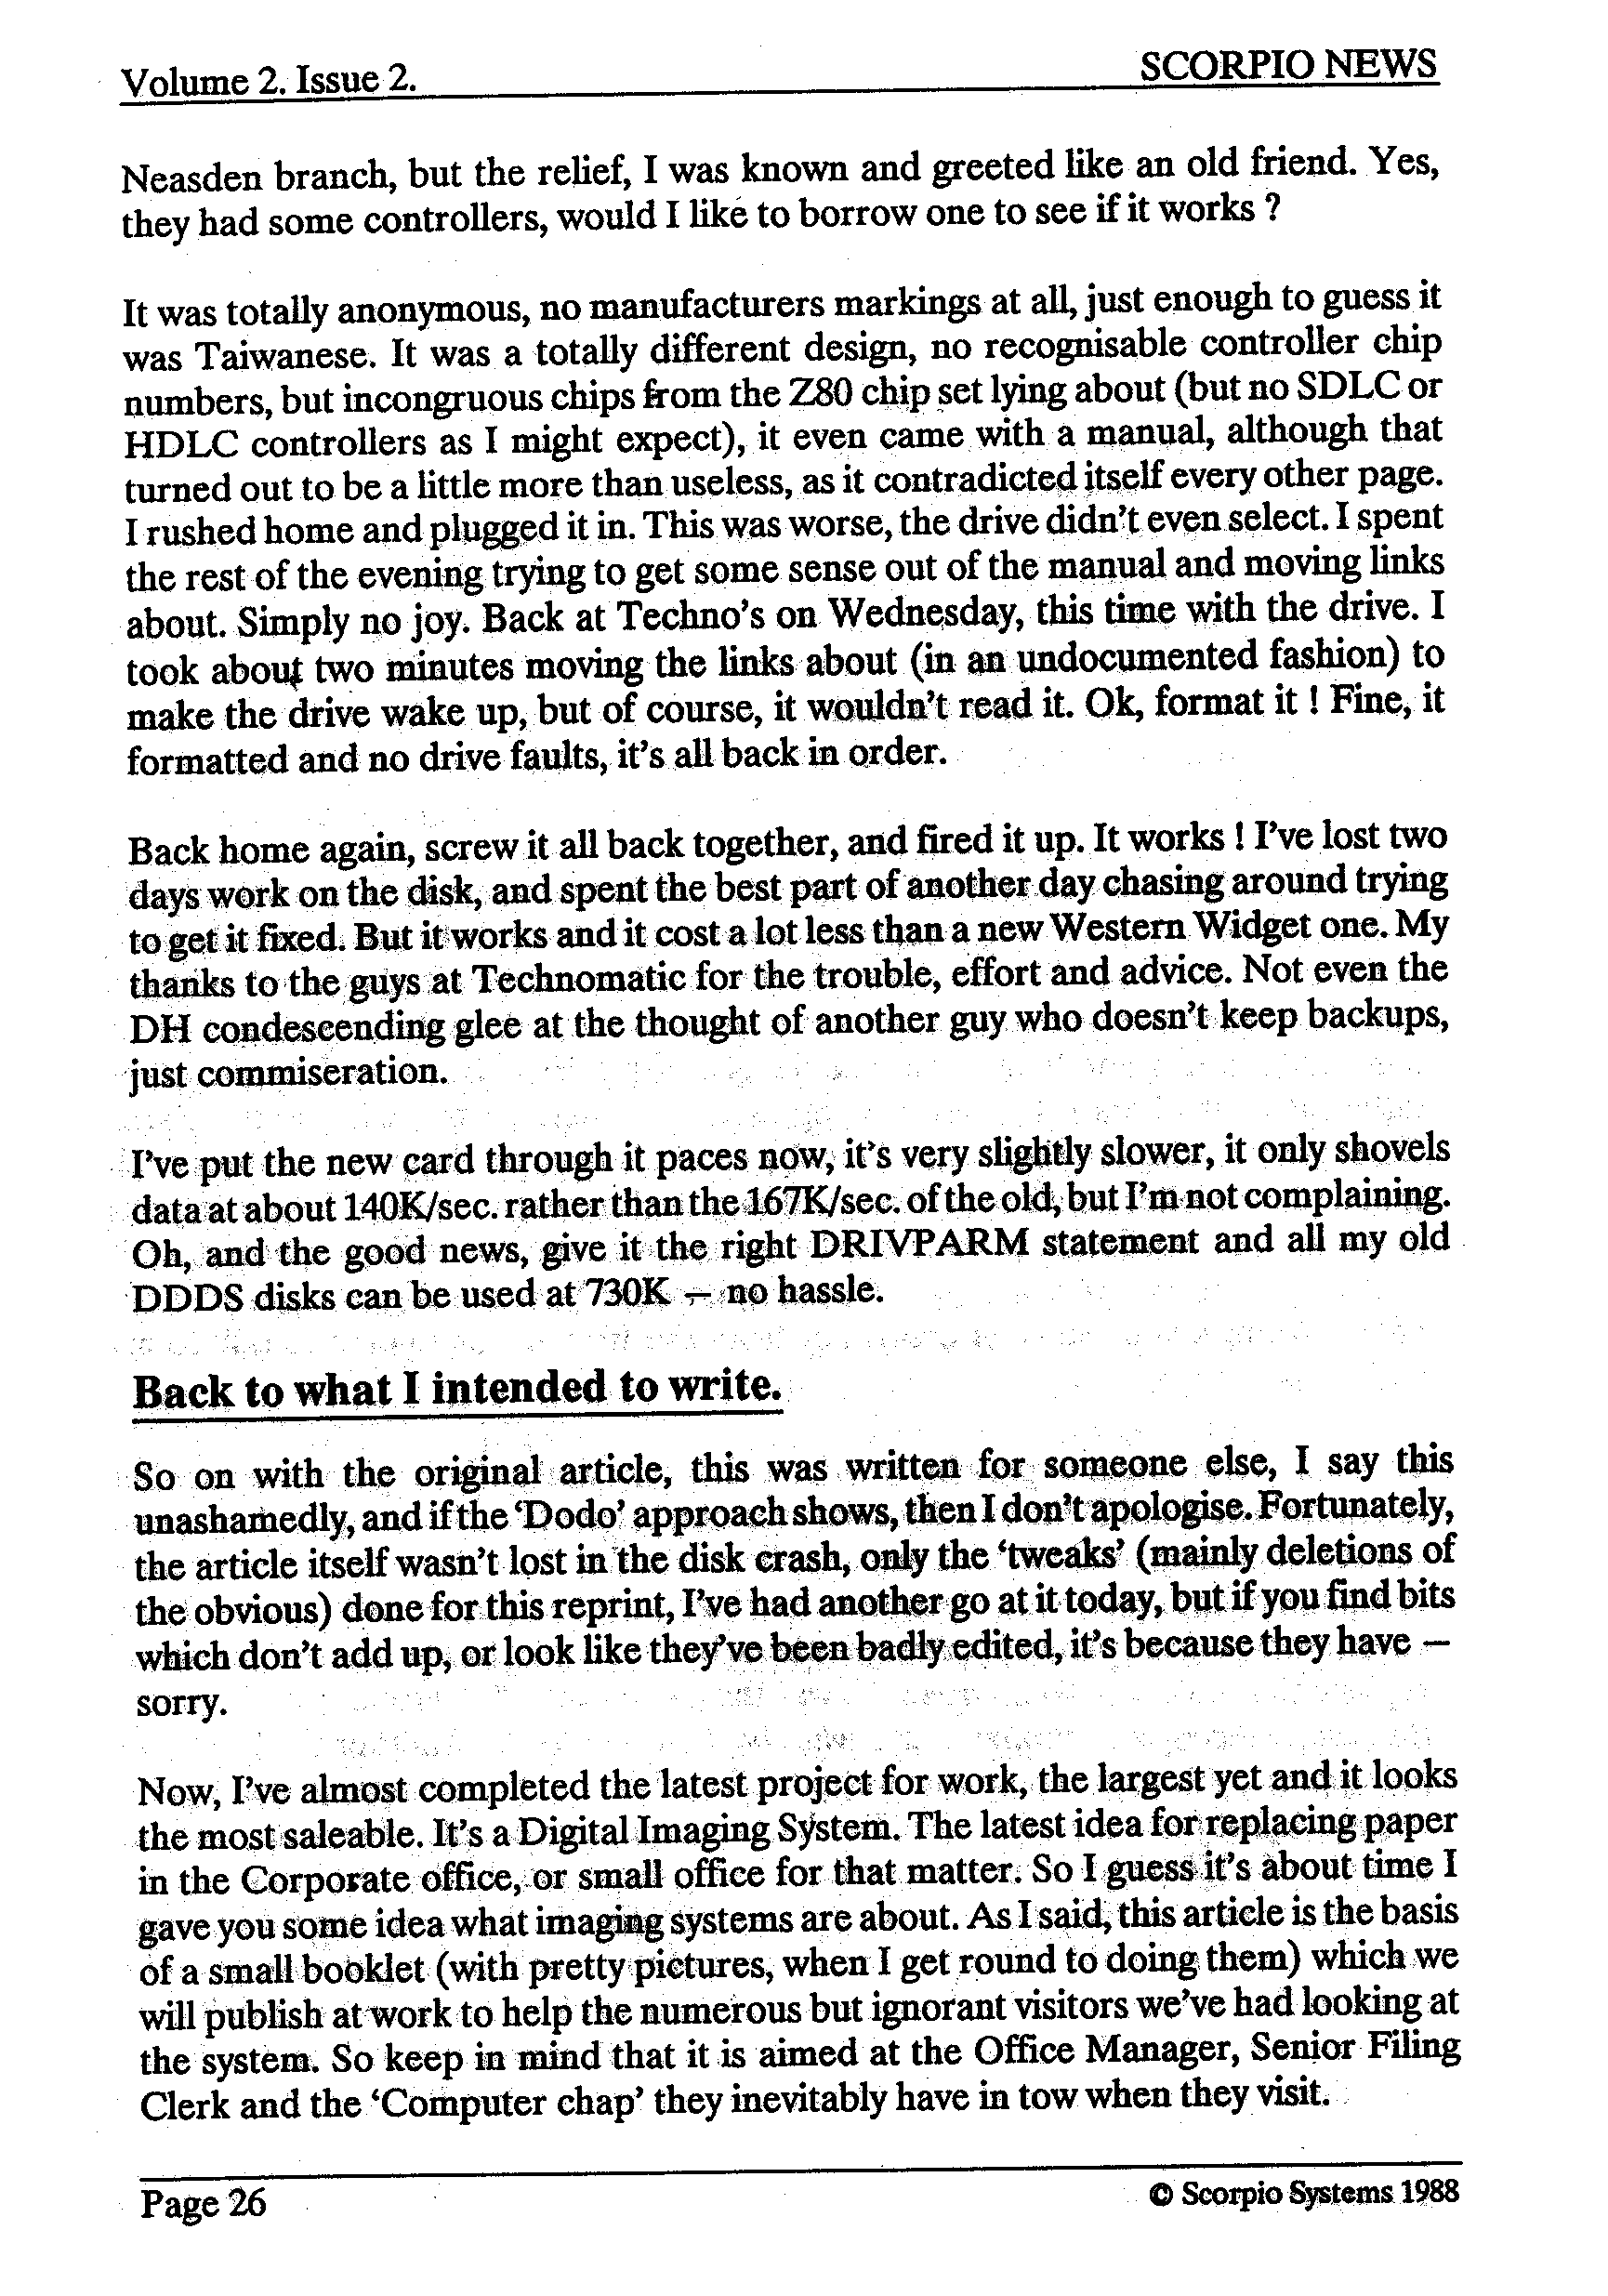 Volume 2. Issue 2.
SCORPIO NEWS
Neasden branch, but the relief, I was known and greeted like an old friend. Yes,
they had some controllers, would I like to borrow one to see if it works ?
It was totally anonymous, no manufacturers markings at all, just enough to guess it
was Taiwanese. It was a totally different design, no recognisable controller chip
numbers, but incongruous chips from the Z80 chip set lying about (but no SDLC or
HDLC controllers as I might expect), it even came with a manual, although that
turned out to be a little more than useless, as it contradicted itself every other page.
I rushed home and plugged it in. This was worse, the drive didn't even select. I spent
the rest of the evening trying to get some sense out of the manual and moving links
about. Simply no joy. Back at Techno's on Wednesday, this time with the drive. I
took about two minutes moving the links about (in an undocumented fashion) to
make the drive wake up, but of course, it wouldn't read it. Ok, format it ! Fine, it
formatted and no drive faults, it's all back in order.
Back home again, screw it all back together, and fired it up. It works ! I've lost two
days work on the disk, and spent the best part of another day chasing around trying
to get it fixed. But it works and it cost a lot less than a new Western Widget one. My
thanks to the guys at Technomatic for the trouble, effort and advice. Not even the
DH condescending glee at the thought of another guy who doesn't keep backups,
just commiseration.
I've put the new card through it paces now, it's very slightly slower, it only shovels
data at about 140K/sec. rather than the 167K/sec. of the old, but I'm not complaining.
Oh, and the good news, give it the right DRIVPARM statement and all my old
DDDS disks can be used at 730K – no hassle.
Back to what I intended to write.
So on with the original article, this was written for someone else, I say this
unashamedly, and if the 'Dodo' approach shows, then I don't apologise. Fortunately,
the article itself wasn't lost in the disk crash, only the 'tweaks' (mainly deletions of
the obvious) done for this reprint, I've had another go at it today, but if you find bits
which don't add up, or look like they've been badly edited, it's because they have –
sorry.
Now, I've almost completed the latest project for work, the largest yet and it looks
the most saleable. It's a Digital Imaging System. The latest idea for replacing paper
in the Corporate office, or small office for that matter. So I guess it's about time I
gave you some idea what imaging systems are about. As I said, this article is the basis
of a small booklet (with pretty pictures, when I get round to doing them) which we
will publish at work to help the numerous but ignorant visitors we've had looking at
the system. So keep in mind that it is aimed at the Office Manager, Senior Filing
Clerk and the 'Computer chap' they inevitably have in tow when they visit.
Page 26
© Scorpio Systems 1988